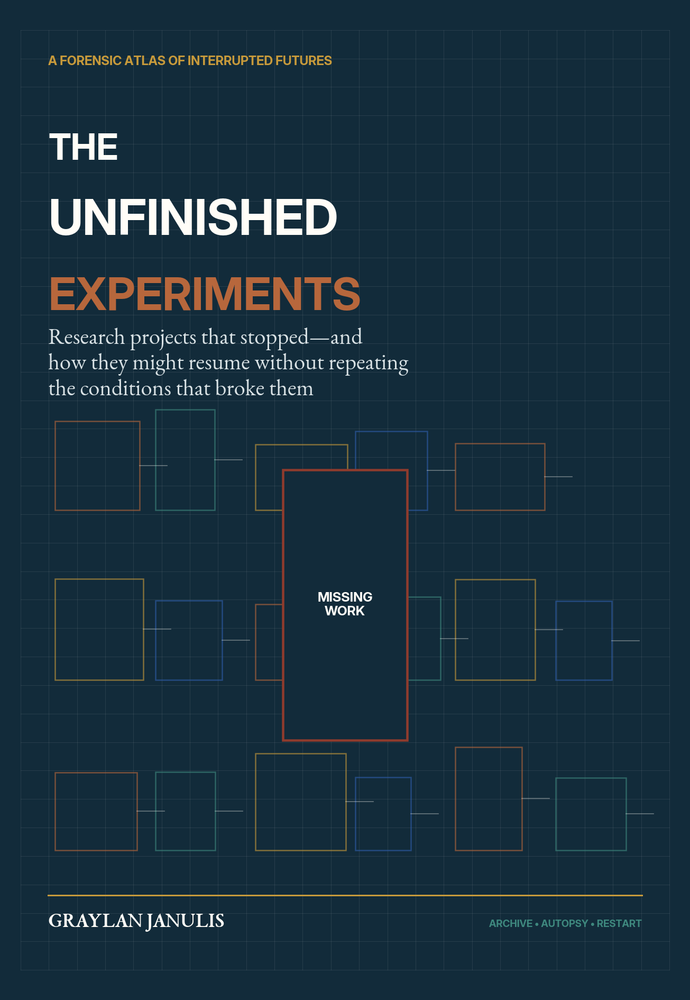 A FORENSIC ATLAS OF INTERRUPTED FUTURES
THE
UNFINISHED
EXPERIMENTS
Research projects that stopped—and
how they might resume without repeating
the conditions that broke them
MISSING
WORK
GRAYLAN JANULIS
ARCHIVE • AUTOPSY • RESTART